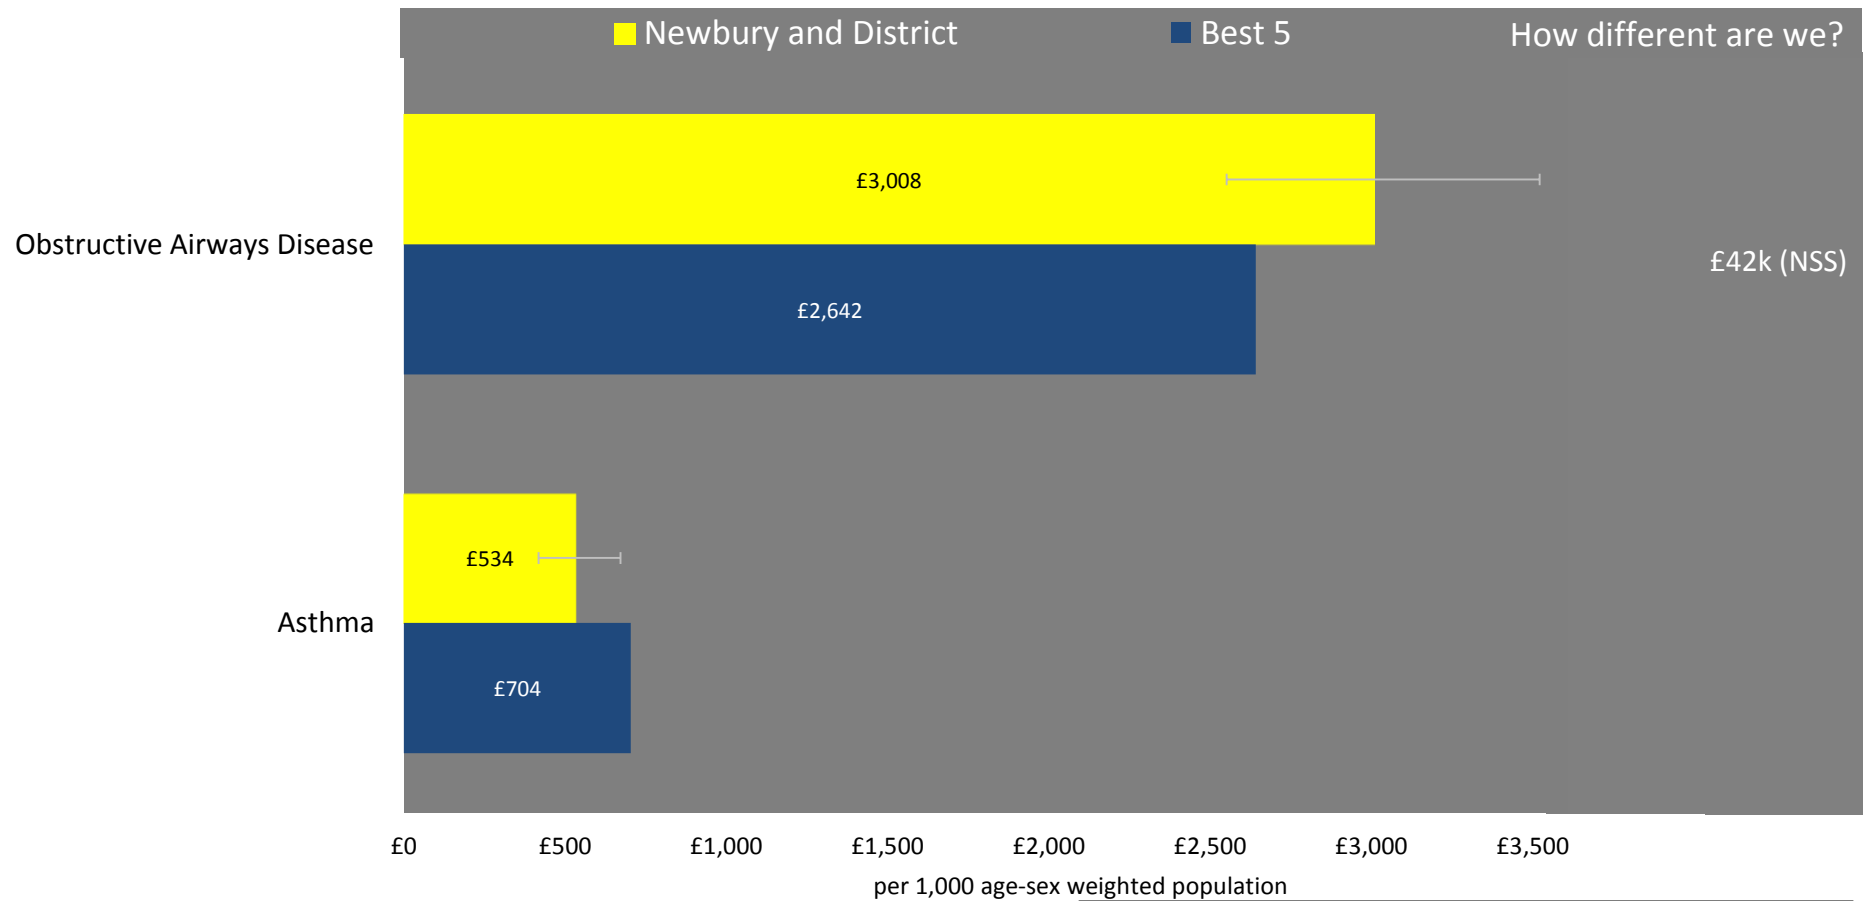 Newbury and District Best 5 How different are we?
£3,008
Obstructive Airways Disease
£42k (NSS)
£2,642
£534
Asthma
£704
£0 £500 £1,000 £1,500 £2,000 £2,500 £3,000 £3,500
per 1,000 age-sex weighted population